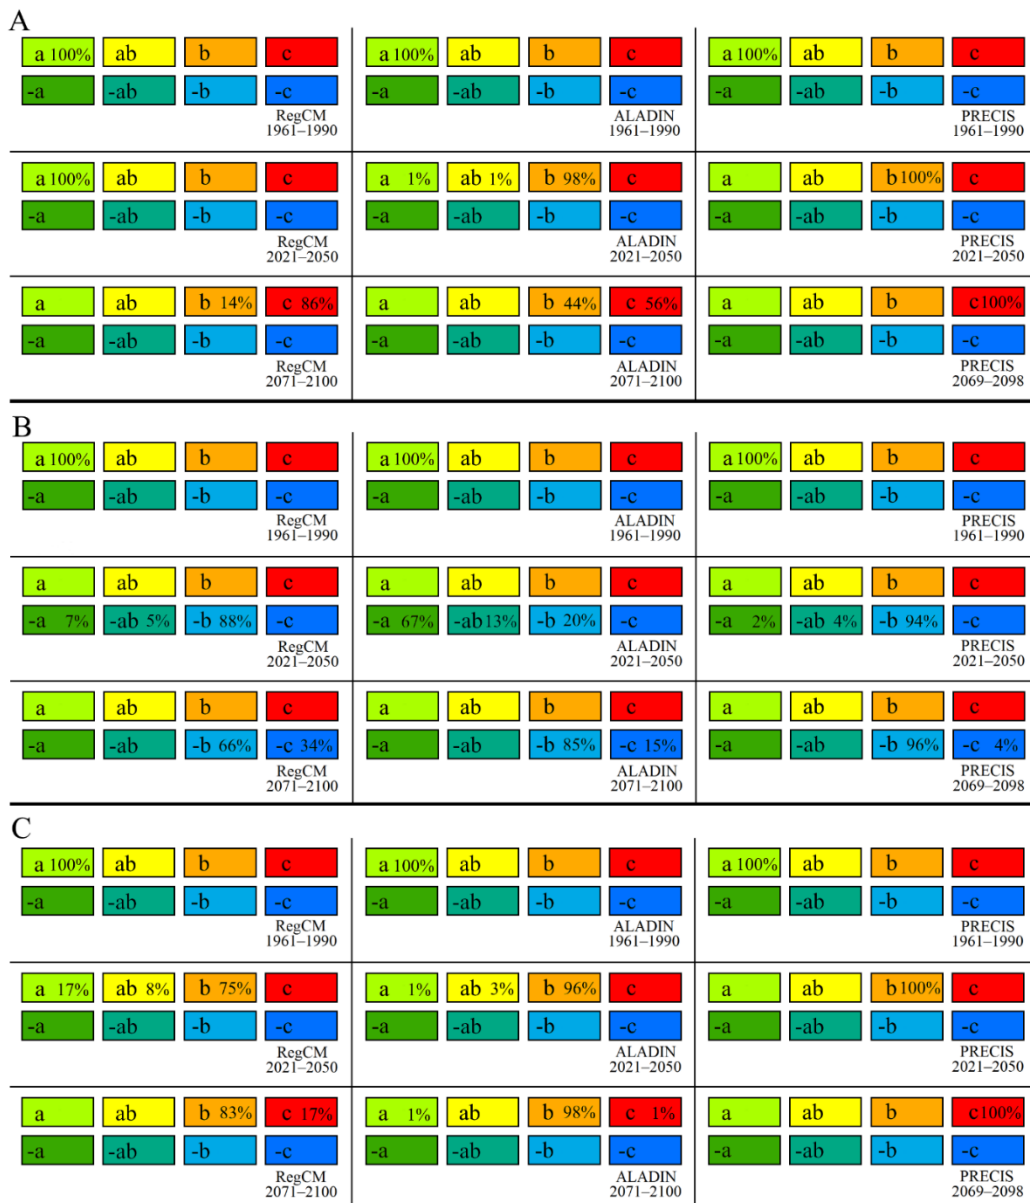 A
a 100% ab b c a 100% ab b c a 100% ab b c
-a -ab -b -c -a -ab -b -c -a -ab -b -c
RegCM ALADIN PRECIS
1961–1990 1961–1990 1961–1990
a 100% ab b c a 1% ab 1% b 98% c a ab b 100% c
-a -ab -b -c -a -ab -b -c -a -ab -b -c
RegCM ALADIN PRECIS
2021–2050 2021–2050 2021–2050
a ab b 14% c 86% a ab b 44% c 56% a ab b c 100%
-a -ab -b -c -a -ab -b -c -a -ab -b -c
RegCM ALADIN PRECIS
2071–2100 2071–2100 2069–2098
B
a 100% ab b c a 100% ab b c a 100% ab b c
-a -ab -b -c -a -ab -b -c -a -ab -b -c
RegCM ALADIN PRECIS
1961–1990 1961–1990 1961–1990
a ab b c a ab b c a ab b c
-a 7% -ab 5% -b 88% -c -a 67% -ab 13% -b 20% -c -a 2% -ab 4% -b 94% -c
RegCM ALADIN PRECIS
2021–2050 2021–2050 2021–2050
a ab b c a ab b c a ab b c
-a -ab -b 66% -c 34% -a -ab -b 85% -c 15% -a -ab -b 96% -c 4%
RegCM ALADIN PRECIS
2071–2100 2071–2100 2069–2098
C
a 100% ab b c a 100% ab b c a 100% ab b c
-a -ab -b -c -a -ab -b -c -a -ab -b -c
RegCM ALADIN PRECIS
1961–1990 1961–1990 1961–1990
a 17% ab 8% b 75% c a 1% ab 3% b 96% c a ab b 100% c
-a -ab -b -c -a -ab -b -c -a -ab -b -c
RegCM ALADIN PRECIS
2021–2050 2021–2050 2021–2050
a ab b 83% c 17% a 1% ab b 98% c 1% a ab b c 100%
-a -ab -b -c -a -ab -b -c -a -ab -b -c
RegCM ALADIN PRECIS
2071–2100 2071–2100 2069–2098